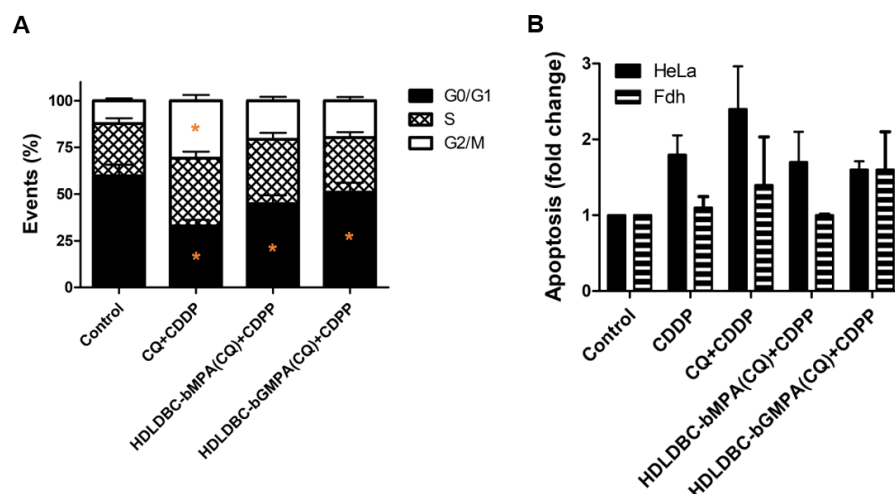 A
Events (%)
100
75
50
25
0
*
*
*
*
Control
CQ+CDDP
HDLDBC-bMPA(CQ)+CDPP
HDLDBC-bGMPA(CQ)+CDPP
G0/G1
S
G2/M
B
Apoptosis (fold change)
3
2
1
0
HeLa
Fdh
Control
CDDP
CQ+CDDP
HDLDBC-bMPA(CQ)+CDPP
HDLDBC-bGMPA(CQ)+CDPP